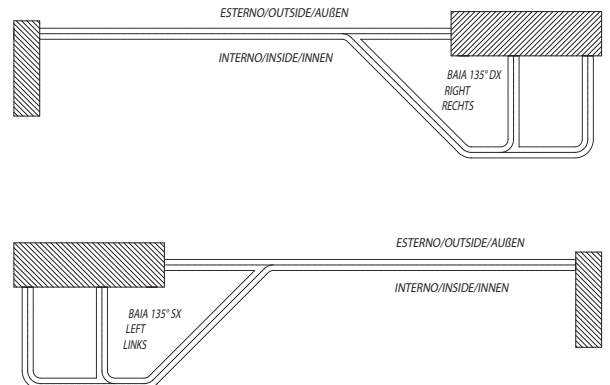 ESTERNO/OUTSIDE/AUßEN
INTERNO/INSIDE/INNEN
BAIA 135° DX
RIGHT
RECHTS
ESTERNO/OUTSIDE/AUßEN
INTERNO/INSIDE/INNEN
BAIA 135° SX
LEFT
LINKS